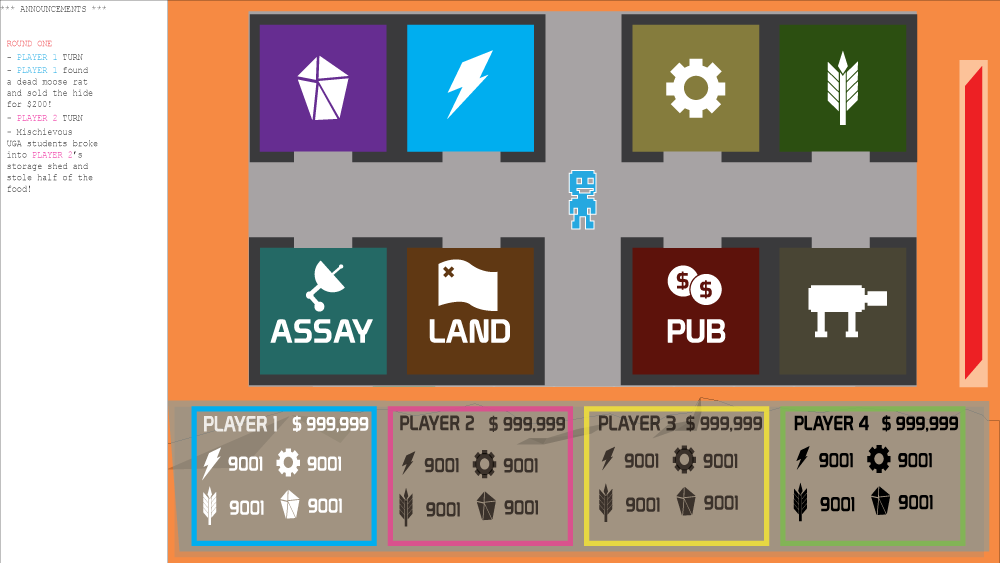 *** ANNOUNCEMENTS ***
ROUND ONE
- PLAYER 1 TURN
- PLAYER 1 found
a dead moose rat
and sold the hide
for $200!
- PLAYER 2 TURN
- Mischievous
UGA students broke
into PLAYER 2's
storage shed and
stole half of the
food!
ASSAY
LAND
$ $
PUB
PLAYER 1 $ 999,999
9001 9001
9001 9001
PLAYER 2 $ 999,999
9001 9001
9001 9001
PLAYER 3 $ 999,999
9001 9001
9001 9001
PLAYER 4 $ 999,999
9001 9001
9001 9001